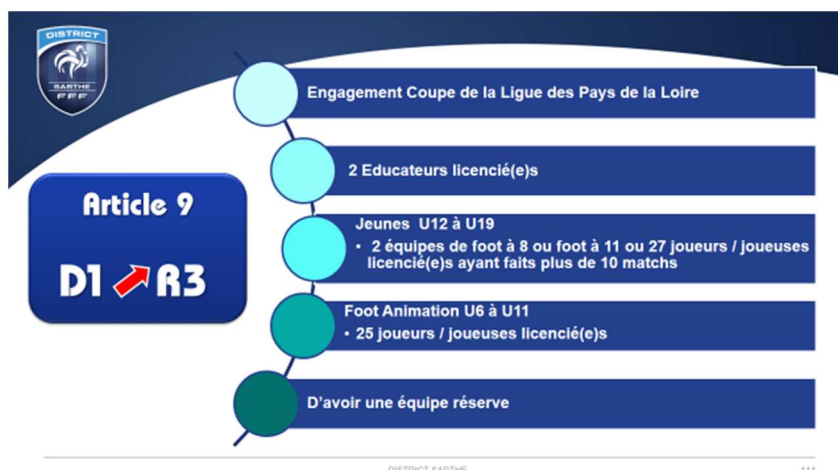 DISTRICT
SARTHE
FFF
Engagement Coupe de la Ligue des Pays de la Loire
2 Educateurs licencié(e)s
Article 9
D1 R3
Jeunes U12 à U19
• 2 équipes de foot à 8 ou foot à 11 ou 27 joueurs / joueuses
licencié(e)s ayant faits plus de 10 matchs
Foot Animation U6 à U11
• 25 joueurs / joueuses licencié(e)s
D'avoir une équipe réserve
DISTRICT SARTHE
114